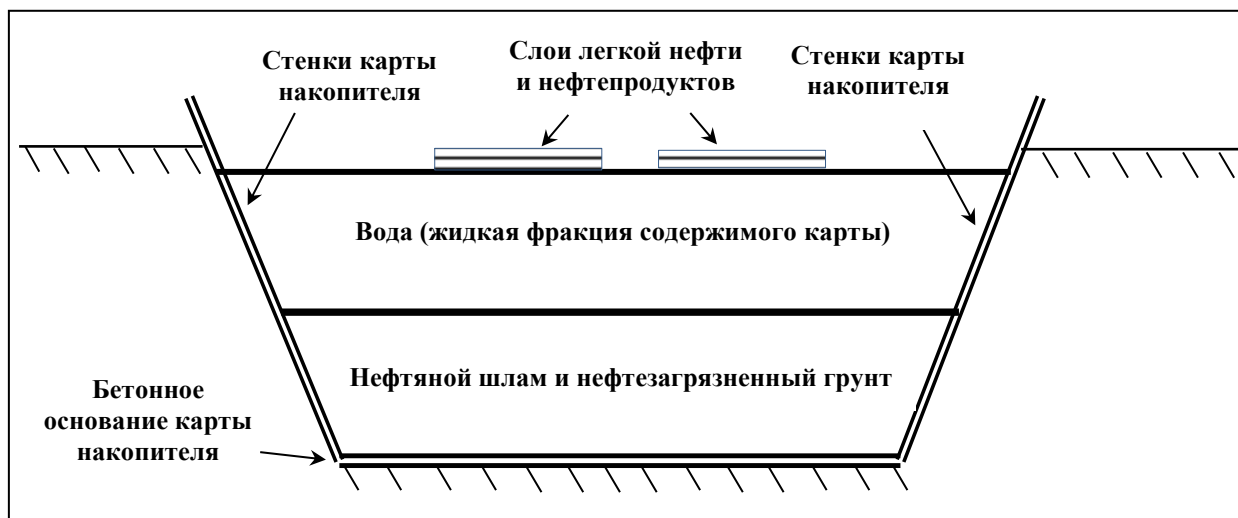 Стенки карты
накопителя
Слои легкой нефти
и нефтепродуктов
Стенки карты
накопителя
Вода (жидкая фракция содержимого карты)
Нефтяной шлам и нефтезагрязненный грунт
Бетонное
основание карты
накопителя